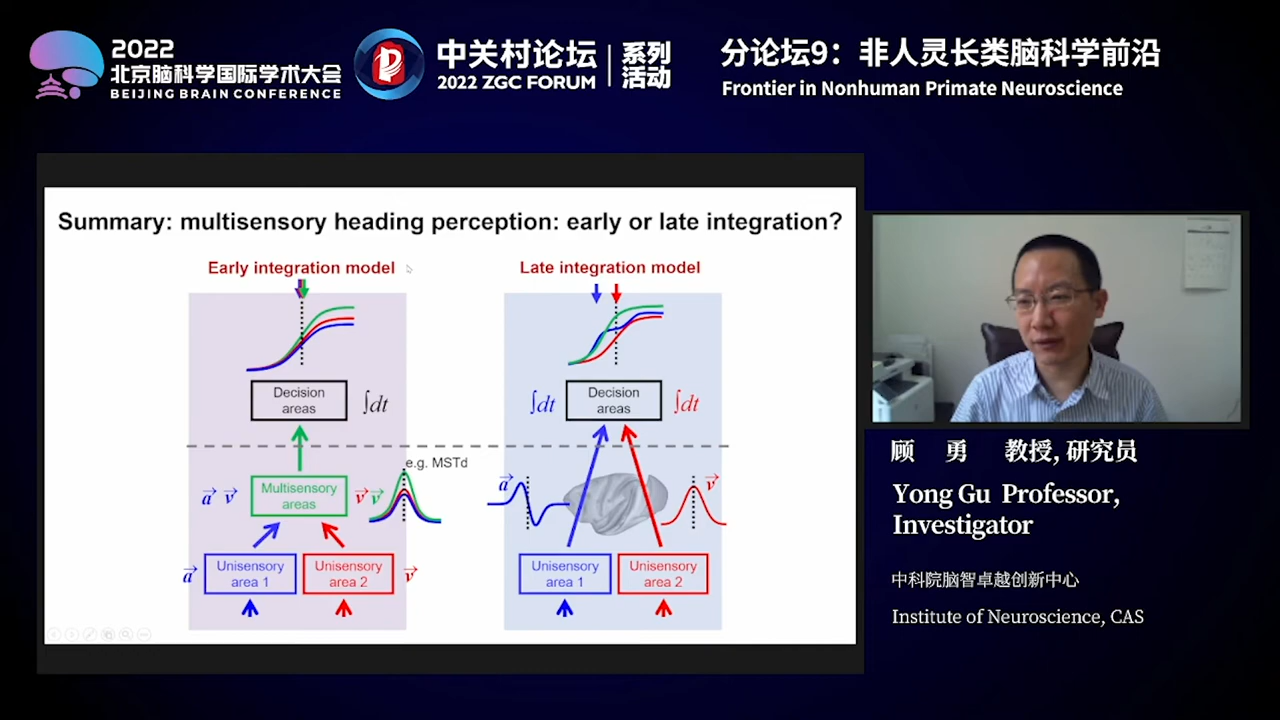 2022
北京脑科学国际学术大会
BEIJING BRAIN CONFERENCE
中关村论坛
2022 ZGC FORUM
系列
活动
分论坛9：非人灵长类脑科学前沿
Frontier in Nonhuman Primate Neuroscience
Summary: multisensory heading perception: early or late integration?
Early integration model
Late integration model
Decision
areas
∫dt
∫dt
Decision
areas
∫dt
e.g. MSTd
a⃗ v⃗
Multisensory
areas
v⃗ v⃗
a⃗
v⃗
a⃗
Unisensory
area 1
Unisensory
area 2
v⃗
Unisensory
area 1
Unisensory
area 2
顾 勇 教授, 研究员
Yong Gu Professor,
Investigator
中科院脑智卓越创新中心
Institute of Neuroscience, CAS